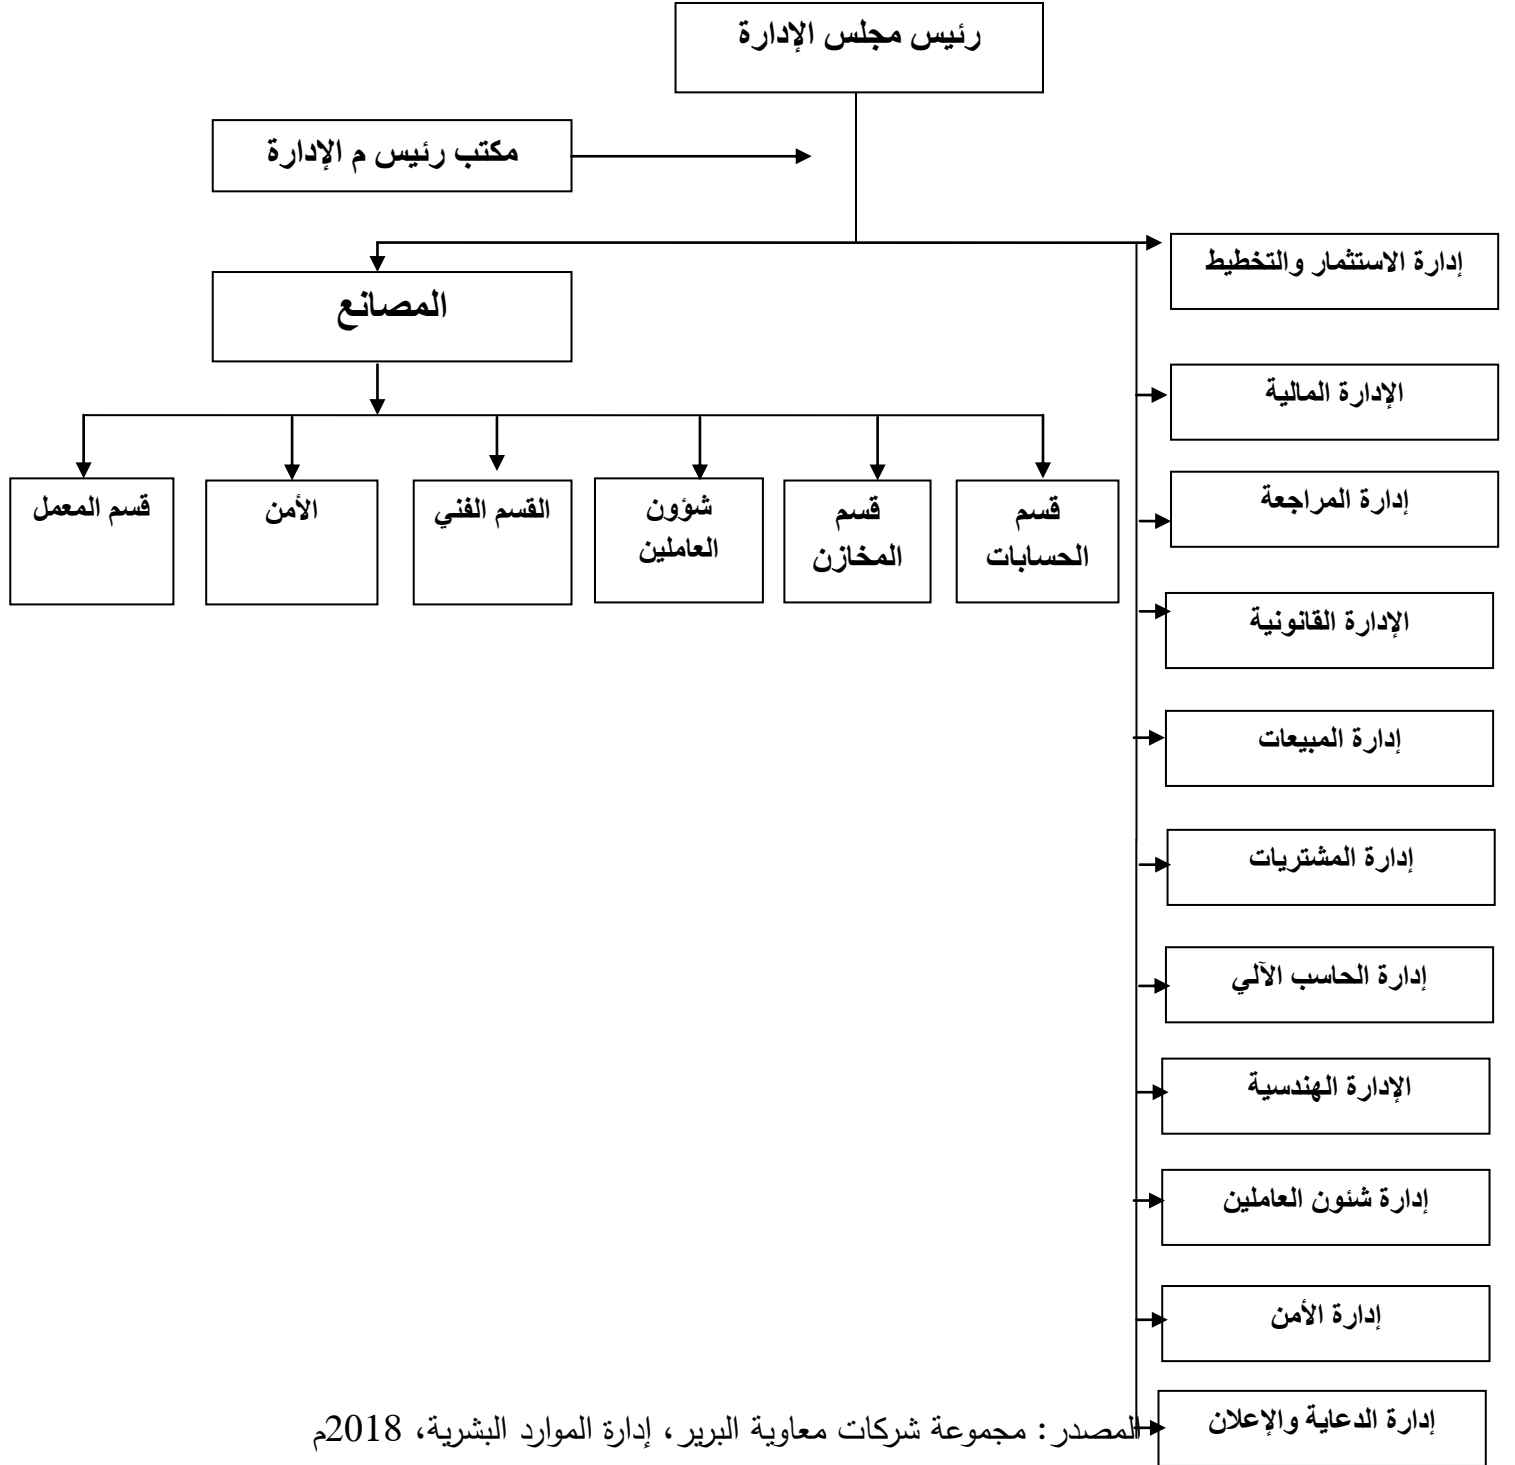 رئيس مجلس الإدارة
مكتب رئيس م الإدارة
إدارة الاستثمار والتخطيط
المصانع
الإدارة المالية
إدارة المراجعة
قسم
الحسابات
قسم
المخازن
شؤون
العاملين
القسم الفني
الأمن
قسم المعمل
الإدارة القانونية
إدارة المبيعات
إدارة المشتريات
إدارة الحاسب الآلي
الإدارة الهندسية
إدارة شئون العاملين
إدارة الأمن
إدارة الدعاية والإعلان
المصدر: مجموعة شركات معاوية البرير، إدارة الموارد البشرية، 2018م